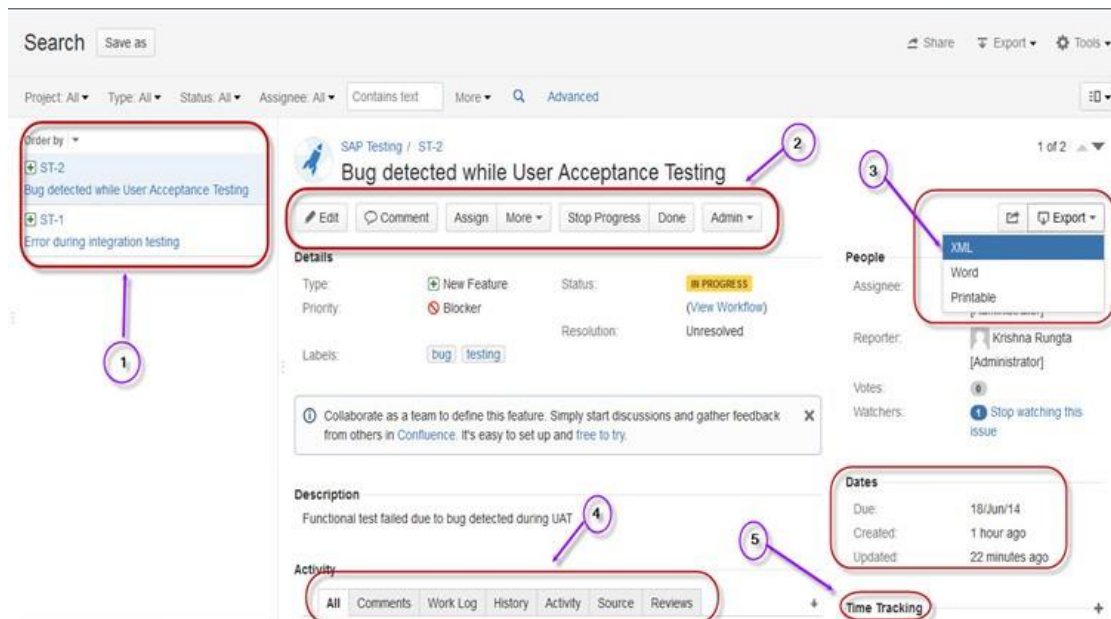 Search Save as Share Export Tools
Project: All Type: All Status: All Assignee: All Contains text More Advanced
Order by
ST-2
Bug detected while User Acceptance Testing
ST-1
Error during integration testing
1
SAP Testing / ST-2
Bug detected while User Acceptance Testing
2
1 of 2
3
Edit Comment Assign More Stop Progress Done Admin
Export
XML
Word
Printable
Details
Type: New Feature
Status: IN PROGRESS
Priority: Blocker
(View Workflow)
Resolution: Unresolved
Labels: bug testing
Collaborate as a team to define this feature. Simply start discussions and gather feedback
from others in Confluence. It's easy to set up and free to try.
Description
Functional test failed due to bug detected during UAT
4
Activity
All Comments Work Log History Activity Source Reviews
5
People
Assignee:
[Administrator]
Reporter: Krishna Rungta
[Administrator]
Votes: 0
Watchers: 1 Stop watching this
issue
Dates
Due: 18/Jun/14
Created: 1 hour ago
Updated: 22 minutes ago
Time Tracking